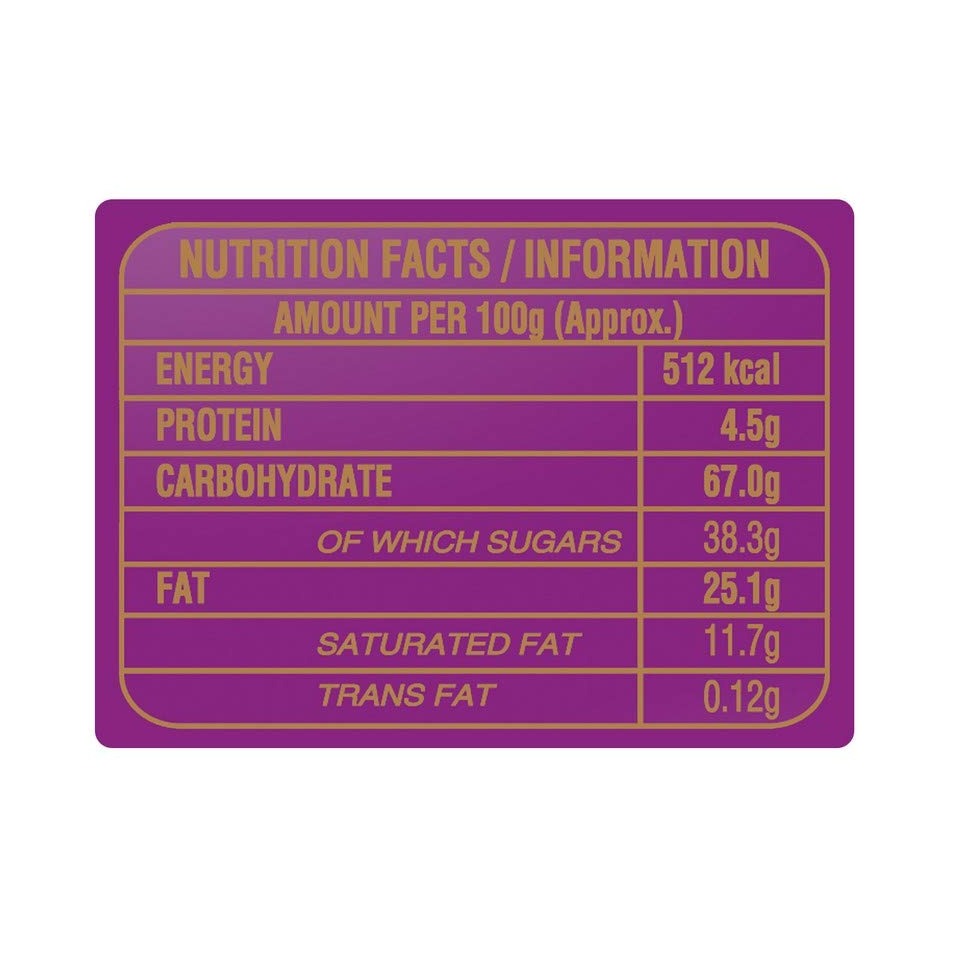 NUTRITION FACTS / INFORMATION
AMOUNT PER 100g (Approx.)
ENERGY 512 kcal
PROTEIN 4.5g
CARBOHYDRATE 67.0g
OF WHICH SUGARS 38.3g
FAT 25.1g
SATURATED FAT 11.7g
TRANS FAT 0.12g